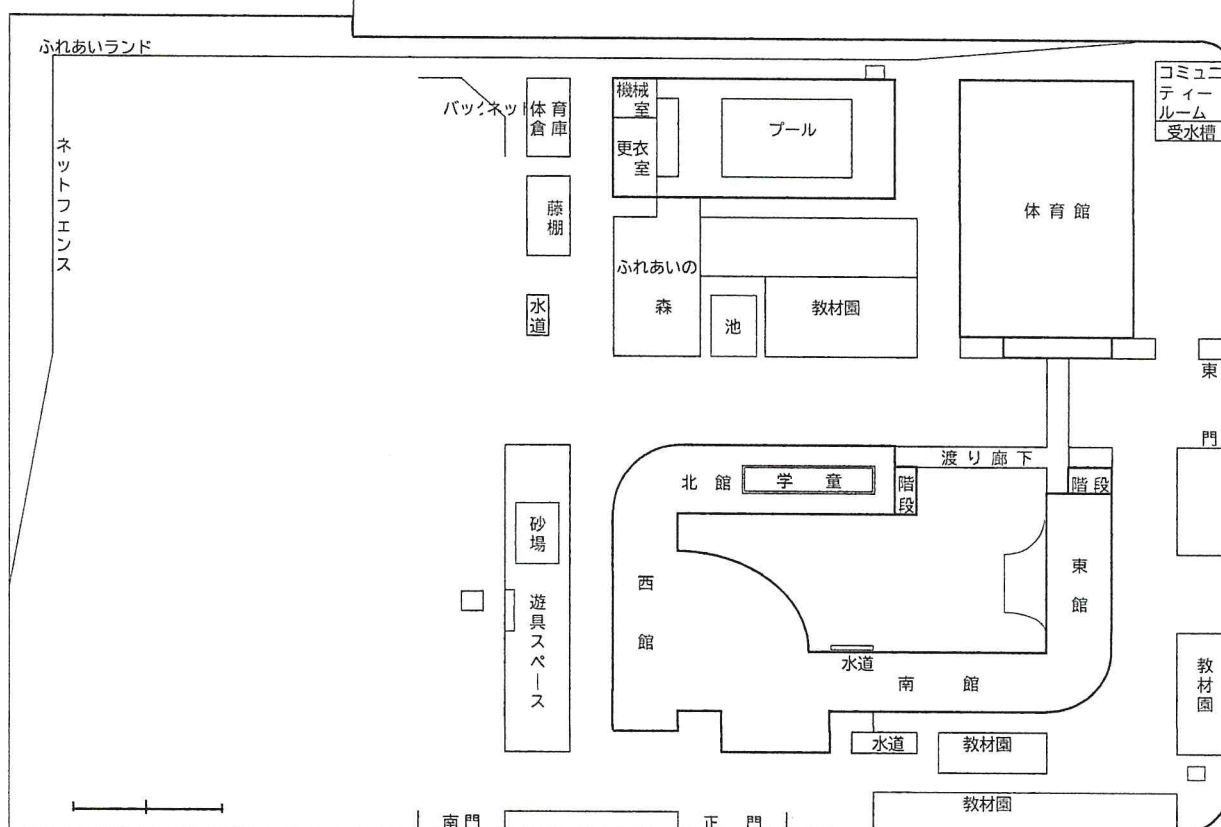 ふれあいランド
ネットフェンス
バックネット
体育
倉庫
機械
室
更衣
室
プール
コミュニ
ティー
ルーム
受水槽
体育館
藤棚
水道
ふれあいの
森
池
教材園
東
門
渡り廊下
北館
学童
階段
階段
砂場
遊具スペース
西
館
東
館
水道
南館
教材園
水道
教材園
教材園
南門
正門